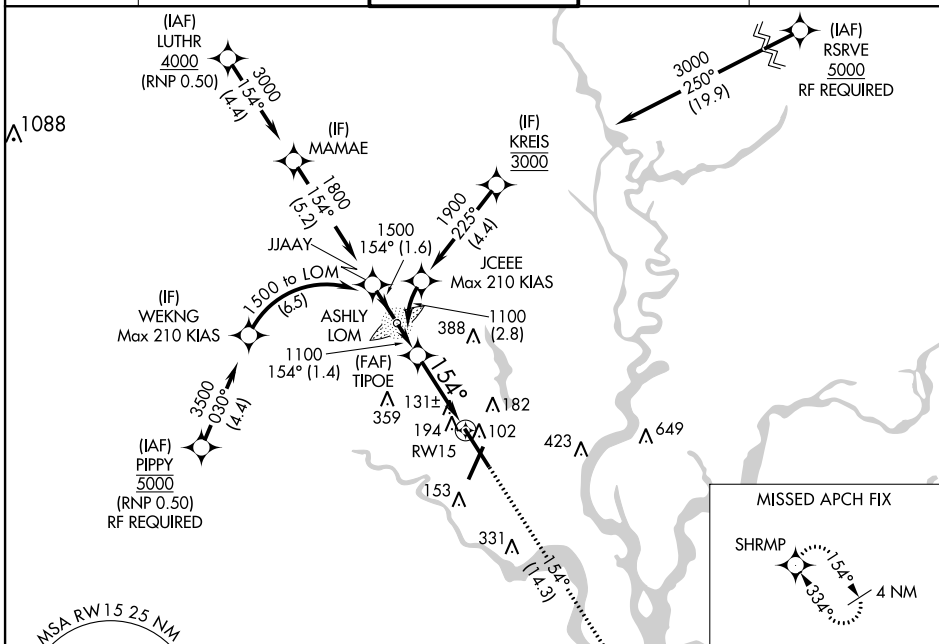 (IAF)
LUTHR
4000
(RNP 0.50)
3000
154°
(4.4)
(IAF)
RSRVE
5000
RF REQUIRED
3000
250°
(19.9)
1088
(IF)
MAMAE
(IF)
KREIS
3000
1800
154°
(5.2)
1900
225°
(4.4)
1500
154° (1.6)
JJAAY
JCEEE
Max 210 KIAS
1500 to LOM
(6.5)
(IF)
WEKNG
Max 210 KIAS
ASHLY
LOM
1100
(2.8)
388
1100
154° (1.4)
(FAF)
TIPOE
154°
3500
030°
(4.4)
359
131±
182
194
102
RW15
423
649
(IAF)
PIPPY
5000
(RNP 0.50)
RF REQUIRED
153
331
154°
(14.3)
MISSED APCH FIX
SHRMP
154°
334°
4 NM
MSA RW15 25 NM